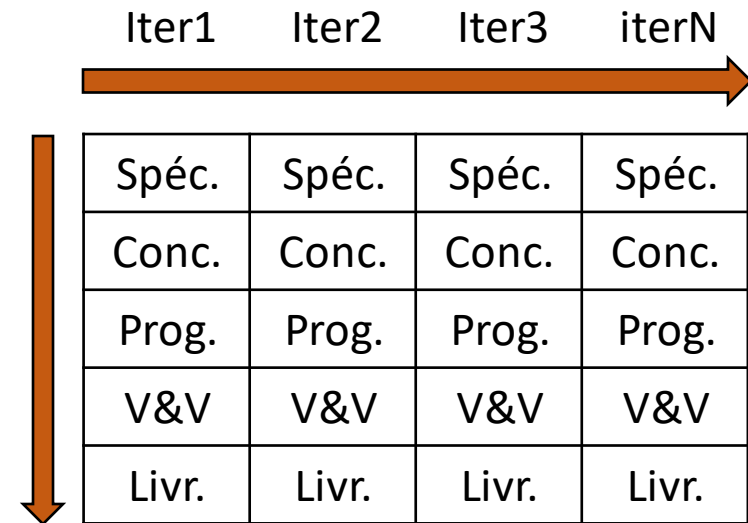 Iter1 Iter2 Iter3 iterN
Spéc. Spéc. Spéc. Spéc.
Conc. Conc. Conc. Conc.
Prog. Prog. Prog. Prog.
V&V V&V V&V V&V
Livr. Livr. Livr. Livr.